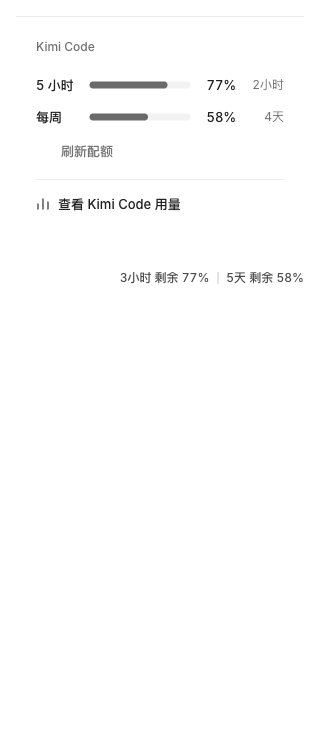 Kimi Code
5 小时 77% 2小时
每周 58% 4天
刷新配额
查看 Kimi Code 用量
3小时 剩余 77% | 5天 剩余 58%